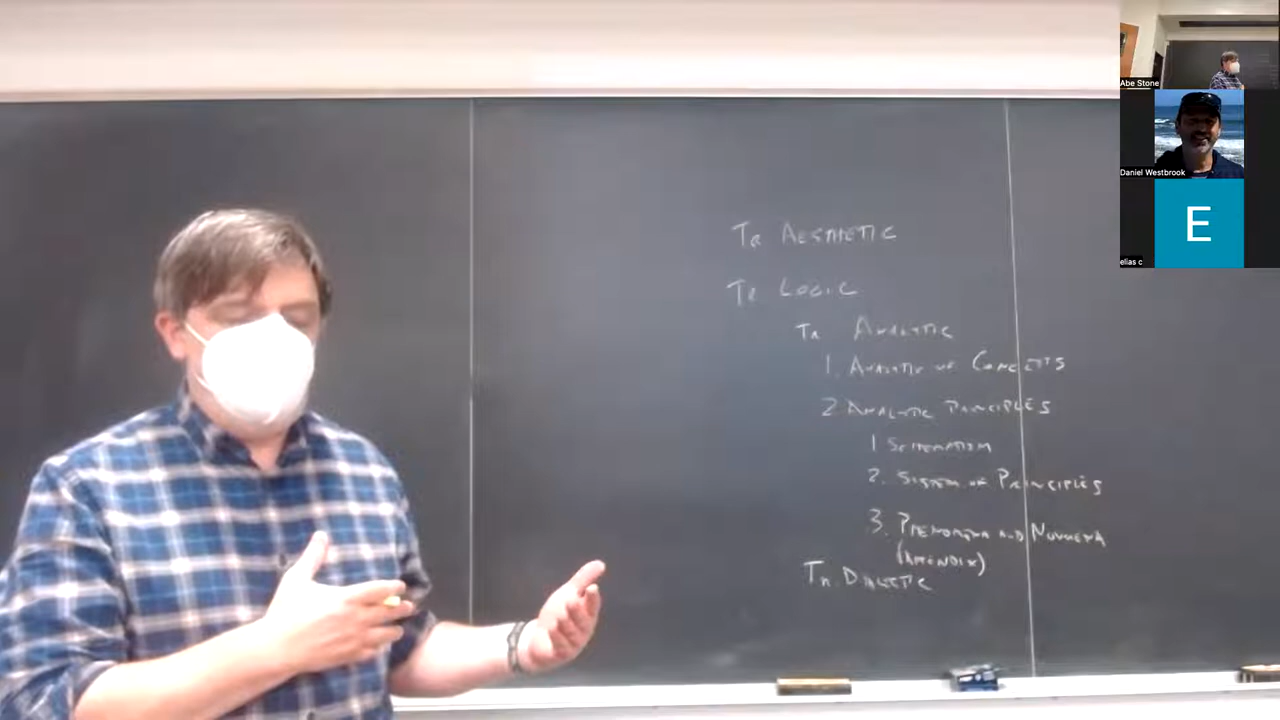 Tr Aesthetic
Tr Logic
Tr Analytic
1. Analytic of Concepts
2 Analytic Principles
1 Schematism
2. System of Principles
3. Phenomena and Noumena
(Appendix)
Tr Dialetic
Abe Stone
Daniel Westbrook
E
elias c